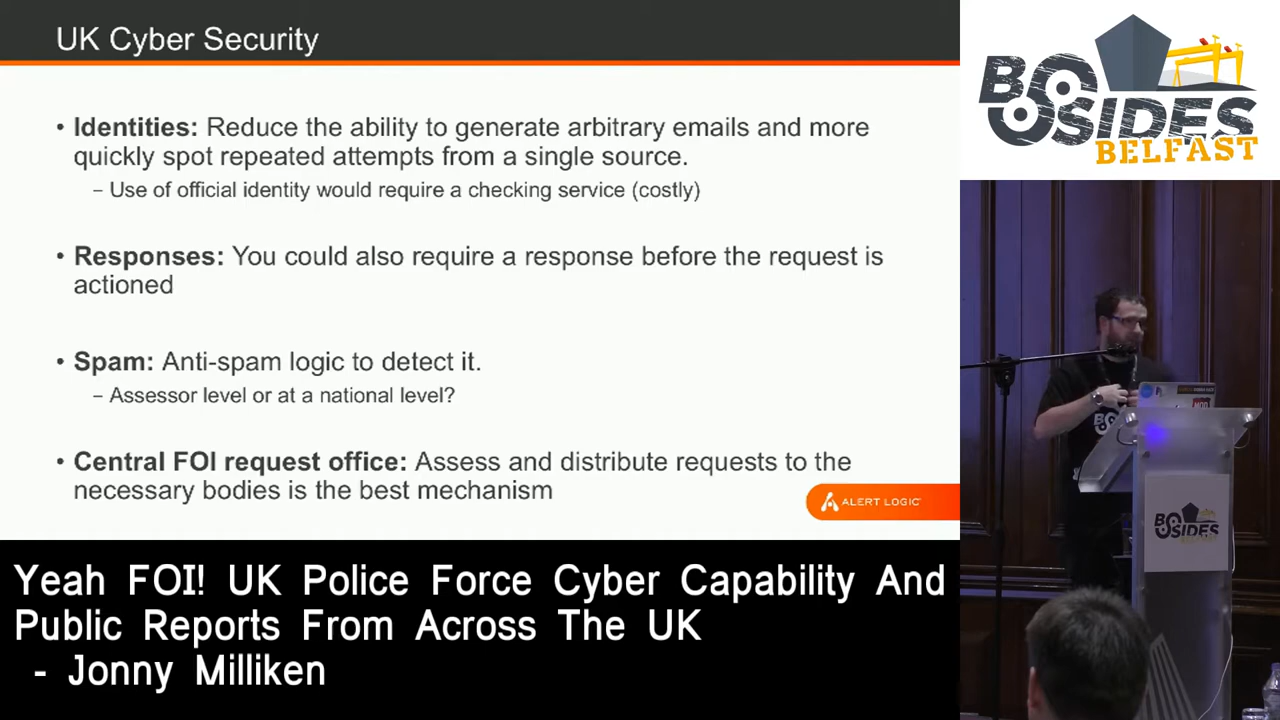 UK Cyber Security
• Identities: Reduce the ability to generate arbitrary emails and more
quickly spot repeated attempts from a single source.
– Use of official identity would require a checking service (costly)
• Responses: You could also require a response before the request is
actioned
• Spam: Anti-spam logic to detect it.
– Assessor level or at a national level?
• Central FOI request office: Assess and distribute requests to the
necessary bodies is the best mechanism
ALERT LOGIC
BSIDES
BELFAST
BSIDES
BELFAST
Yeah FOI! UK Police Force Cyber Capability And
Public Reports From Across The UK
- Jonny Milliken